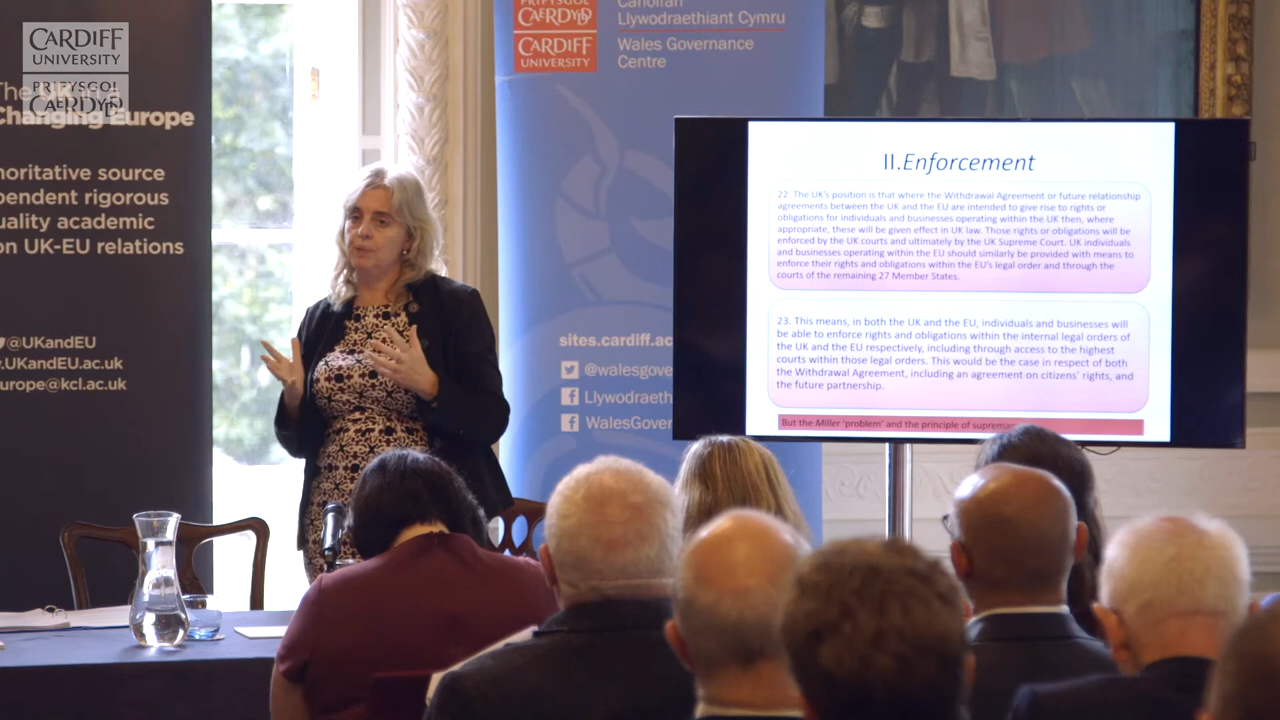 CARDIFF
UNIVERSITY
PRIFYSGOL
CAERDYDD
Changing Europe
pendent rigorous
on UK-EU relations
@UKandEU
CAERDYDD
CARDIFF
UNIVERSITY
Llywodraethiant Cymru
Wales Governance
Centre
II.Enforcement
22. The UK's position is that where the Withdrawal Agreement or future relationship
agreements between the UK and the EU are intended to give rise to rights or
obligations for individuals and businesses operating within the UK then, where
appropriate, these will be given effect in UK law. Those rights or obligations will be
enforced by the UK courts and ultimately by the UK Supreme Court. UK individuals
and businesses operating within the EU should similarly be provided with means to
enforce their rights and obligations within the EU's legal order and through the
courts of the remaining 27 Member States.
23. This means, in both the UK and the EU, individuals and businesses will
be able to enforce rights and obligations within the internal legal orders of
the UK and the EU respectively, including through access to the highest
courts within those legal orders. This would be the case in respect of both
the Withdrawal Agreement, including an agreement on citizens' rights, and
the future partnership.
But the Miller 'problem' and the principle of suprema
noritative source
uality academic
.UKandEU.ac.uk
urope@kcl.ac.uk
sites.cardiff.ac
@walesgove
Llywodraeth
WalesGover